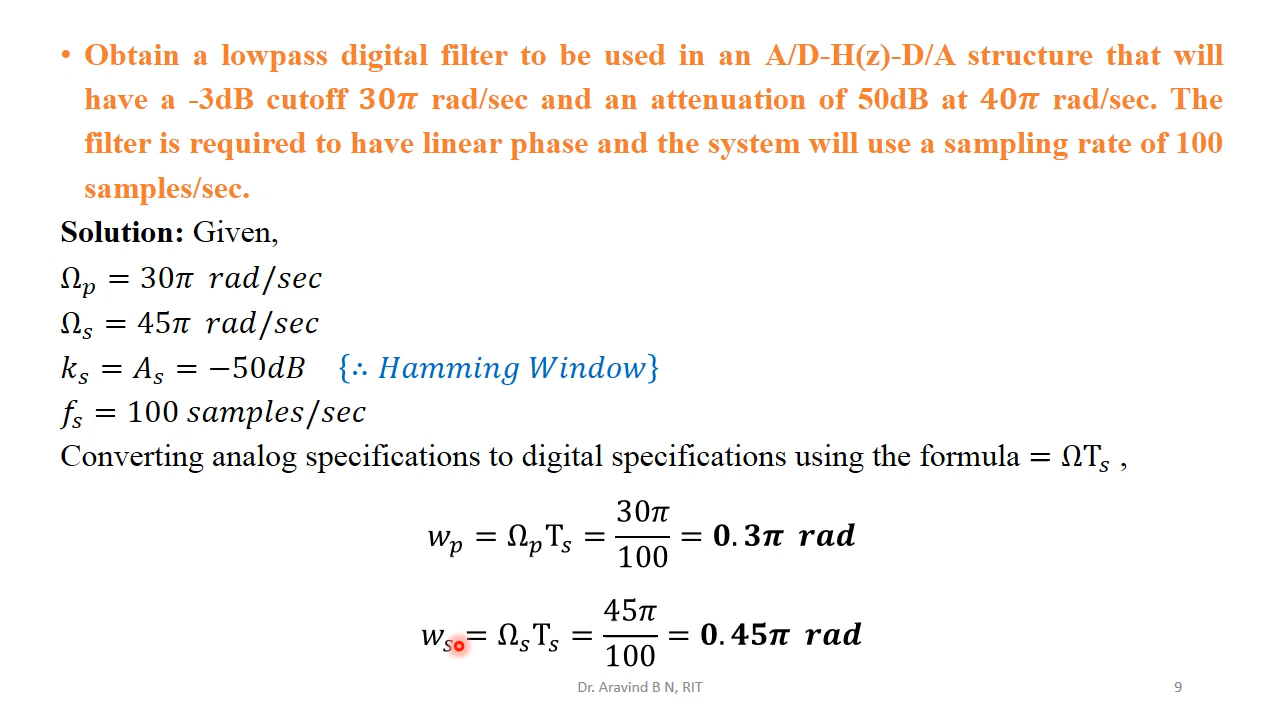 • Obtain a lowpass digital filter to be used in an A/D-H(z)-D/A structure that will
have a -3dB cutoff 30π rad/sec and an attenuation of 50dB at 40π rad/sec. The
filter is required to have linear phase and the system will use a sampling rate of 100
samples/sec.
Solution: Given,
Ωₚ = 30π rad/sec
Ωₛ = 45π rad/sec
kₛ = Aₛ = −50dB {∴ Hamming Window}
fₛ = 100 samples/sec
Converting analog specifications to digital specifications using the formula = ΩTₛ ,
wₚ = ΩₚTₛ = 30π/100 = 0.3π rad
wₛ = ΩₛTₛ = 45π/100 = 0.45π rad
Dr. Aravind B N, RIT 9